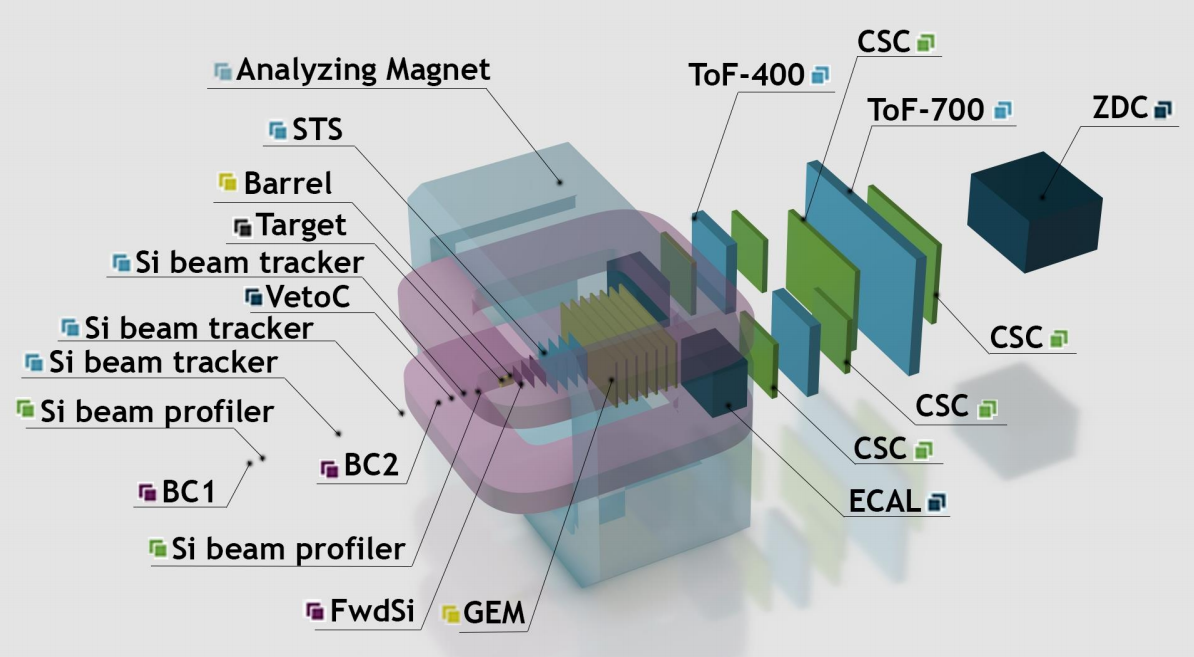 CSC
Analyzing Magnet
ToF-400
ToF-700
ZDC
STS
Barrel
Target
Si beam tracker
VetoC
Si beam tracker
CSC
Si beam tracker
Si beam profiler
CSC
CSC
BC2
BC1
ECAL
Si beam profiler
FwdSi
GEM